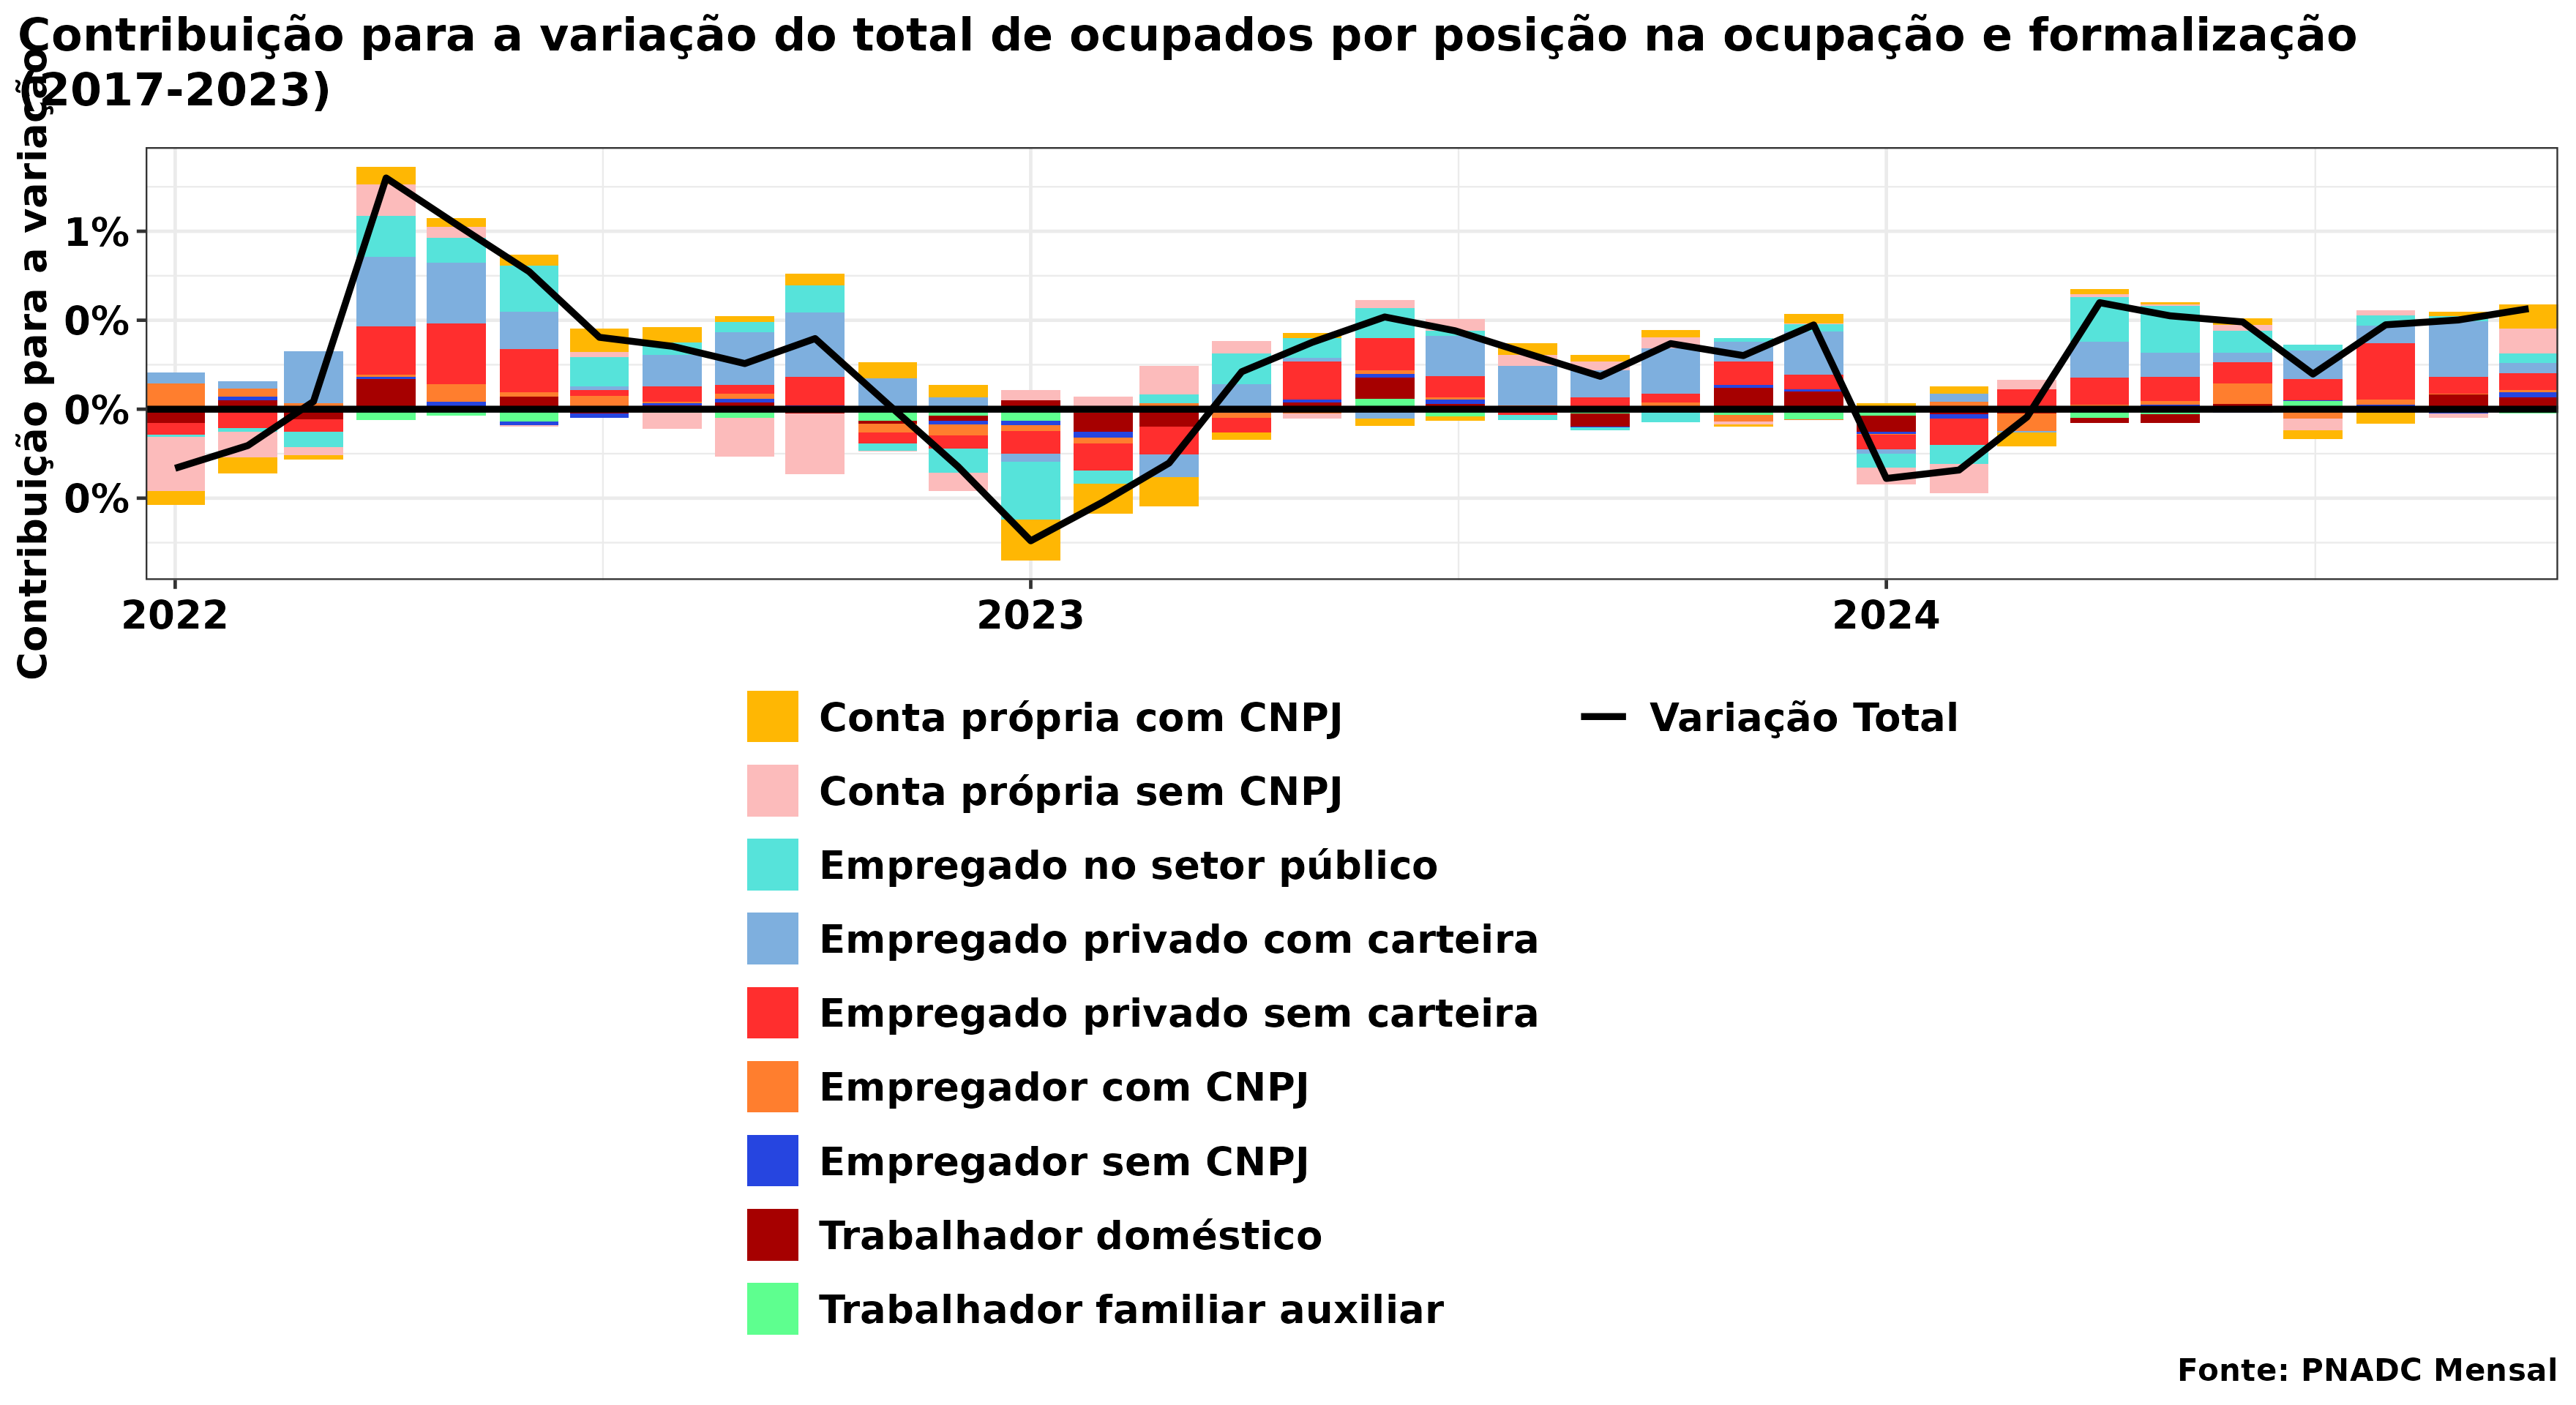 Contribuição para a variação do total de ocupados por posição na ocupação e formalização
(2017-2023)
Contribuição para a variação
1%
0%
0%
0%
2022
2023
2024
Conta própria com CNPJ
Conta própria sem CNPJ
Empregado no setor público
Empregado privado com carteira
Empregado privado sem carteira
Empregador com CNPJ
Empregador sem CNPJ
Trabalhador doméstico
Trabalhador familiar auxiliar
Variação Total
Fonte: PNADC Mensal